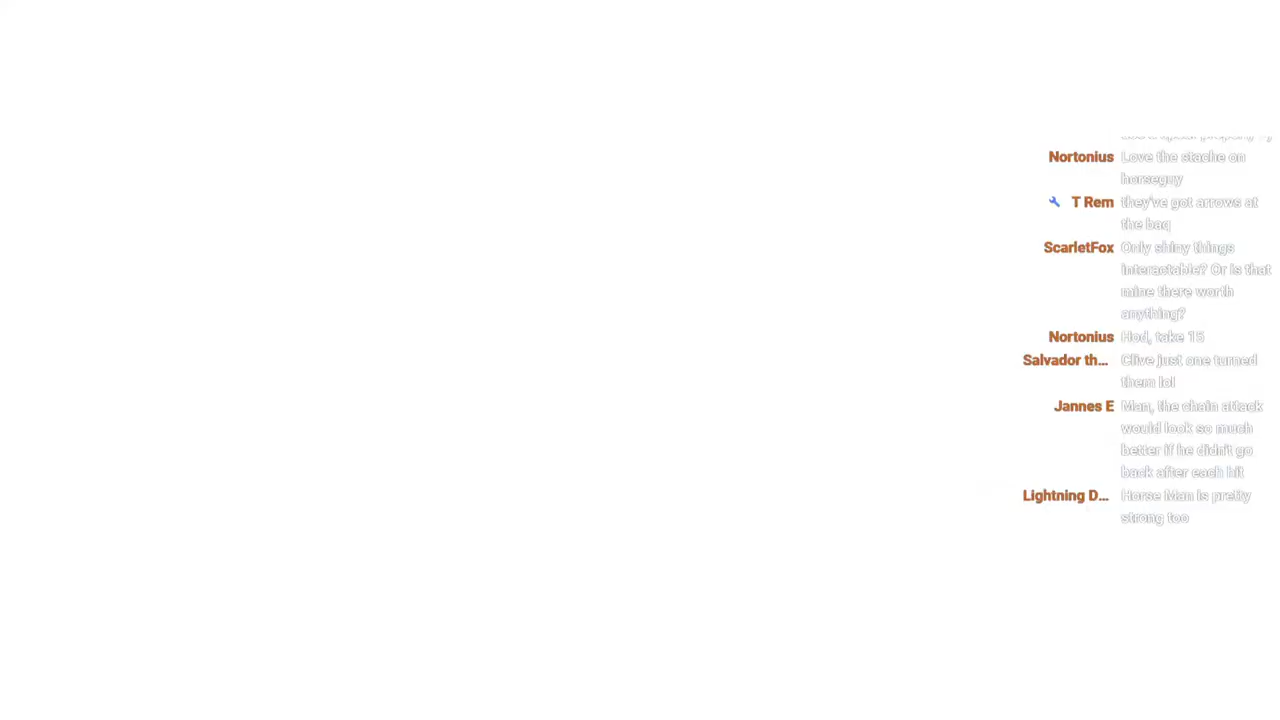 Nortonius Love the stache on
horseguy
T Rem they've got arrows at
the baq
ScarletFox Only shiny things
interactable? Or is that
mine there worth
anything?
Nortonius Hod, take 15
Salvador th... Clive just one turned
them lol
Jannes E Man, the chain attack
would look so much
better if he didn't go
back after each hit
Lightning D... Horse Man is pretty
strong too